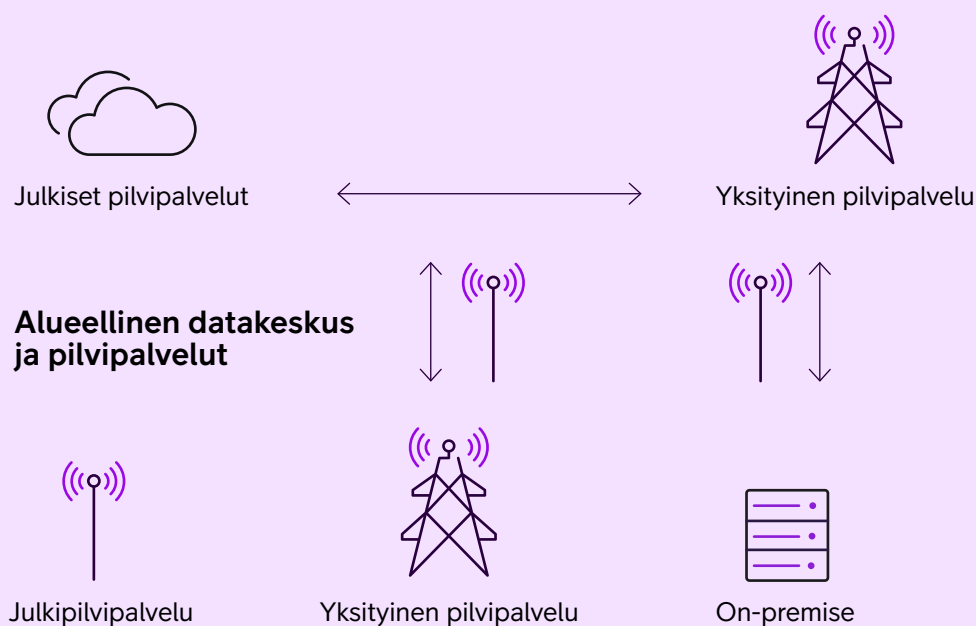 Julkiset pilvipalvelut
Yksityinen pilvipalvelu
Alueellinen datakeskus
ja pilvipalvelut
Julkipilvipalvelu
Yksityinen pilvipalvelu
On-premise